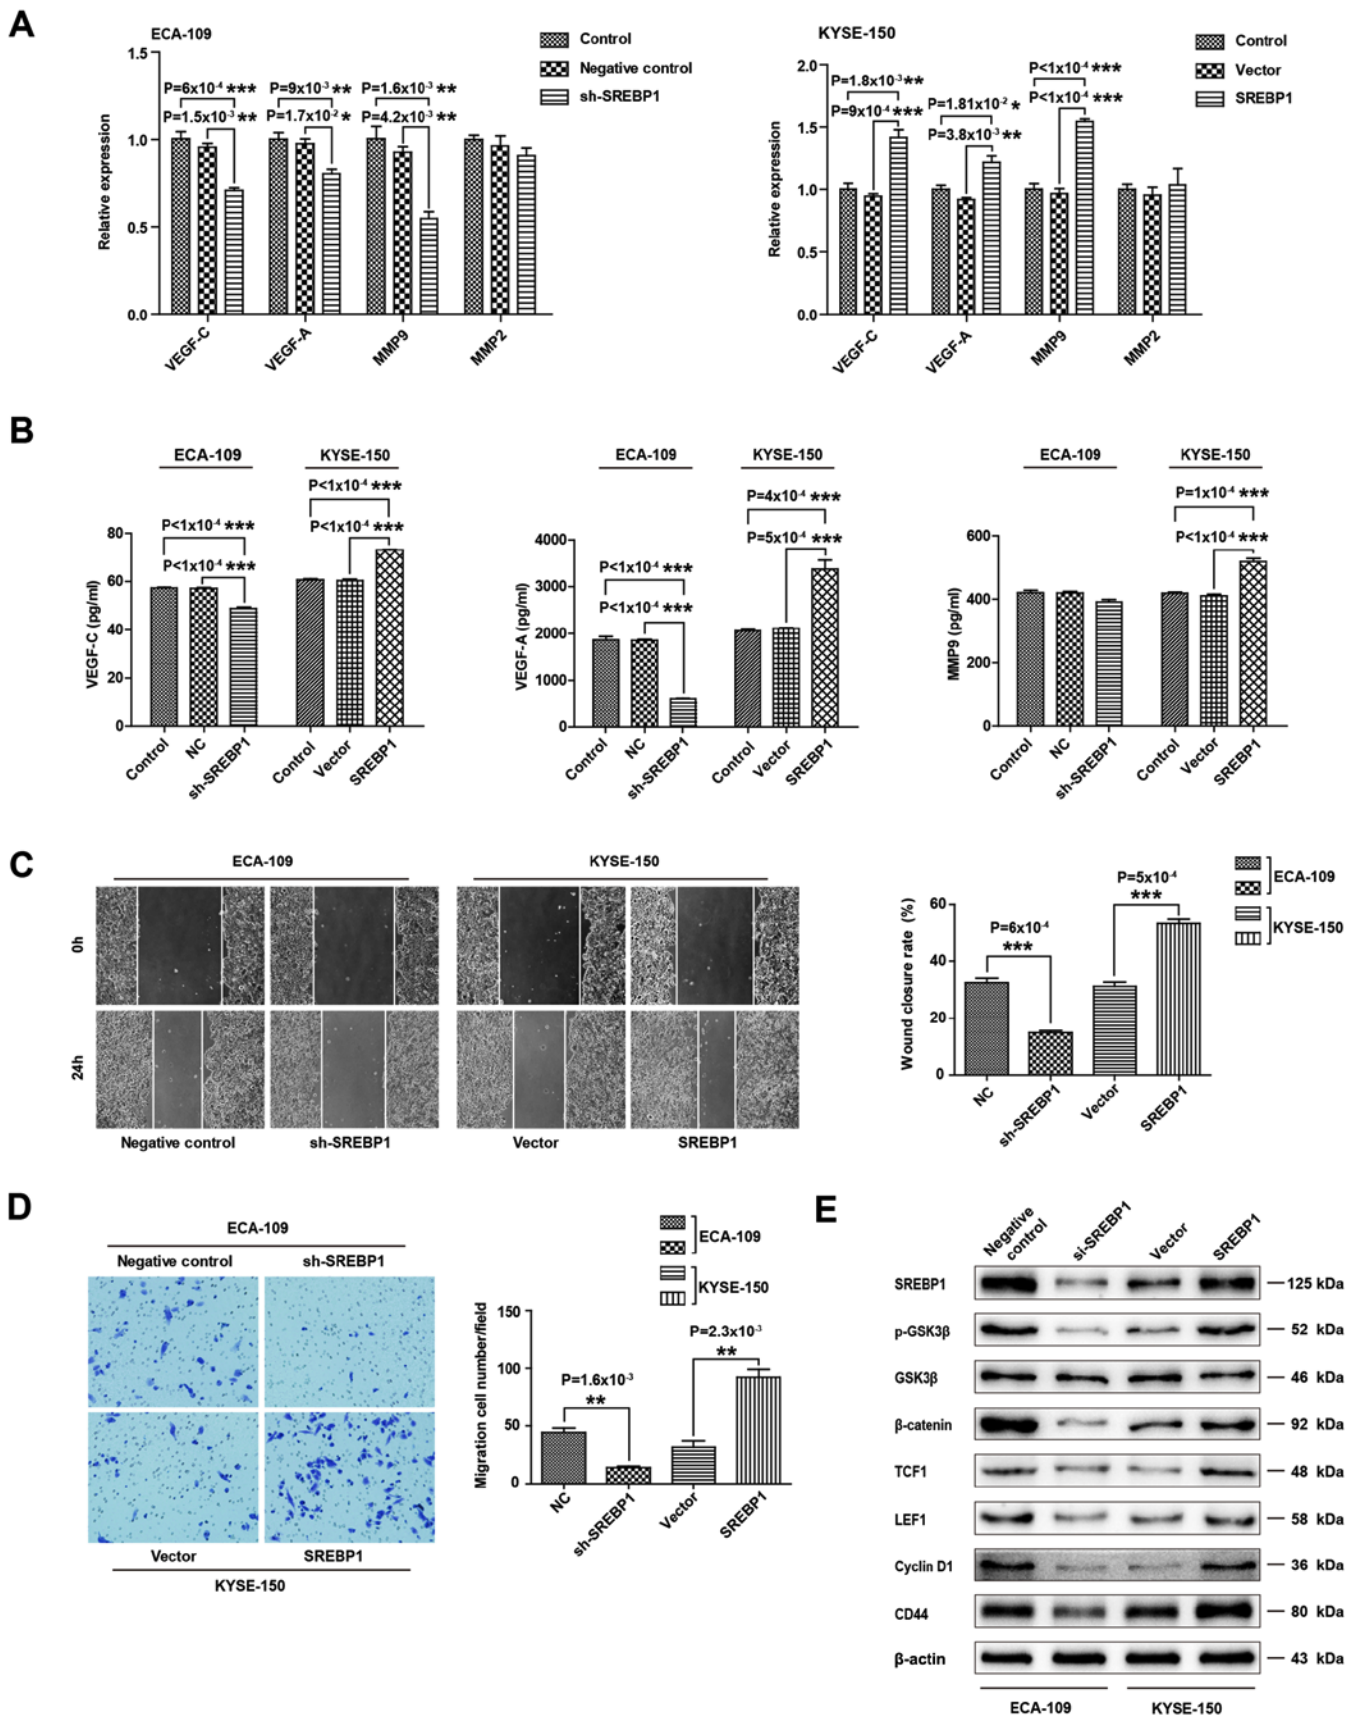 A
ECA-109
1.5
1.0
0.5
0.0
Relative expression
P=6x10-4 ***
P=1.5x10-3 **
P=9x10-3 **
P=1.7x10-2 *
P=1.6x10-3 **
P=4.2x10-3 **
VEGF-C
VEGF-A
MMP9
MMP2
Control
Negative control
sh-SREBP1
KYSE-150
2.0
1.5
1.0
0.5
0.0
Relative expression
P=1.8x10-3 **
P=9x10-4 ***
P=1.81x10-2 *
P=3.8x10-3 **
P<1x10-4 ***
P<1x10-4 ***
VEGF-C
VEGF-A
MMP9
MMP2
Control
Vector
SREBP1
B
ECA-109
KYSE-150
P<1x10-4 ***
P<1x10-4 ***
P<1x10-4 ***
P<1x10-4 ***
80
60
40
20
0
VEGF-C (pg/ml)
Control
NC
sh-SREBP1
Control
Vector
SREBP1
ECA-109
KYSE-150
P=4x10-4 ***
P=5x10-4 ***
P<1x10-4 ***
P<1x10-4 ***
4000
3000
2000
1000
0
VEGF-A (pg/ml)
Control
NC
sh-SREBP1
Control
Vector
SREBP1
ECA-109
KYSE-150
P=1x10-4 ***
P<1x10-4 ***
600
400
200
0
MMP9 (pg/ml)
Control
NC
sh-SREBP1
Control
Vector
SREBP1
C
ECA-109
KYSE-150
0h
24h
Negative control
sh-SREBP1
Vector
SREBP1
60
40
20
0
Wound closure rate (%)
P=6x10-4
***
P=5x10-4
***
NC
sh-SREBP1
Vector
SREBP1
ECA-109
KYSE-150
D
ECA-109
Negative control
sh-SREBP1
Vector
SREBP1
KYSE-150
ECA-109
KYSE-150
150
100
50
0
Migration cell number/field
P=1.6x10-3
**
P=2.3x10-3
**
NC
sh-SREBP1
Vector
SREBP1
E
Negative control
si-SREBP1
Vector
SREBP1
SREBP1
125 kDa
p-GSK3β
52 kDa
GSK3β
46 kDa
β-catenin
92 kDa
TCF1
48 kDa
LEF1
58 kDa
Cyclin D1
36 kDa
CD44
80 kDa
β-actin
43 kDa
ECA-109
KYSE-150